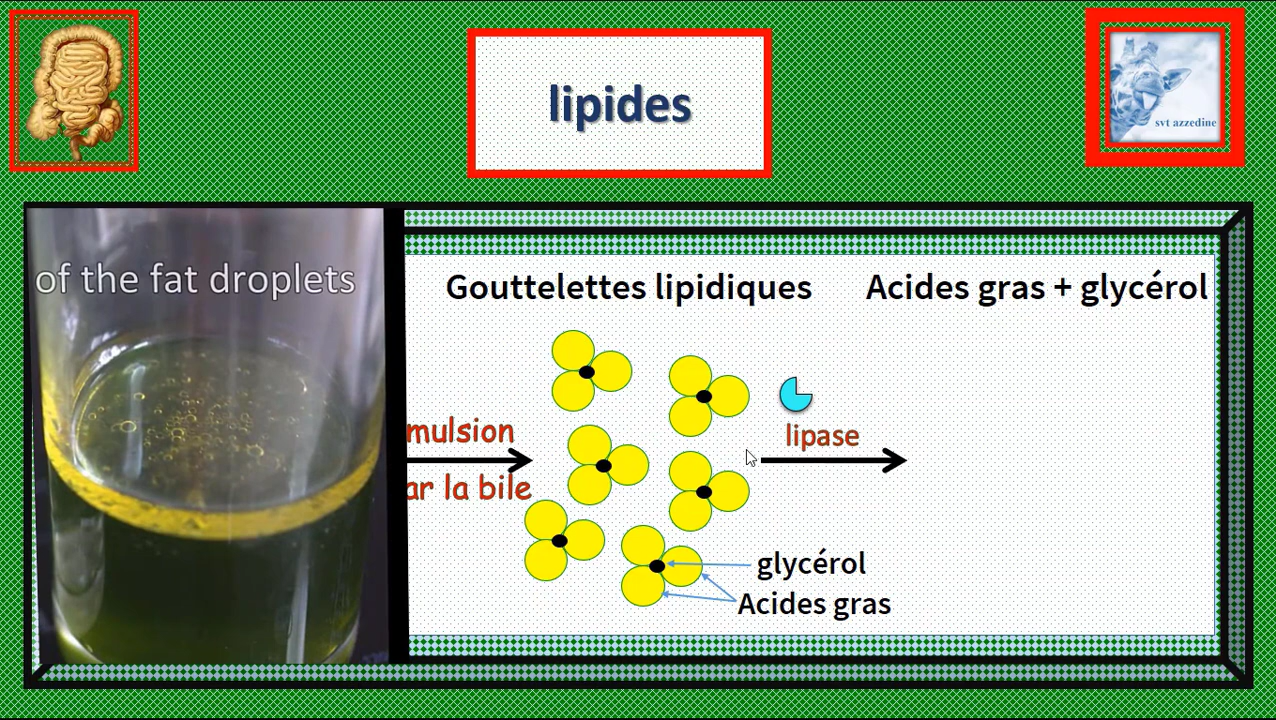 lipides
svt azzedine
of the fat droplets
Gouttelettes lipidiques
Acides gras + glycérol
mulsion
ar la bile
lipase
glycérol
Acides gras